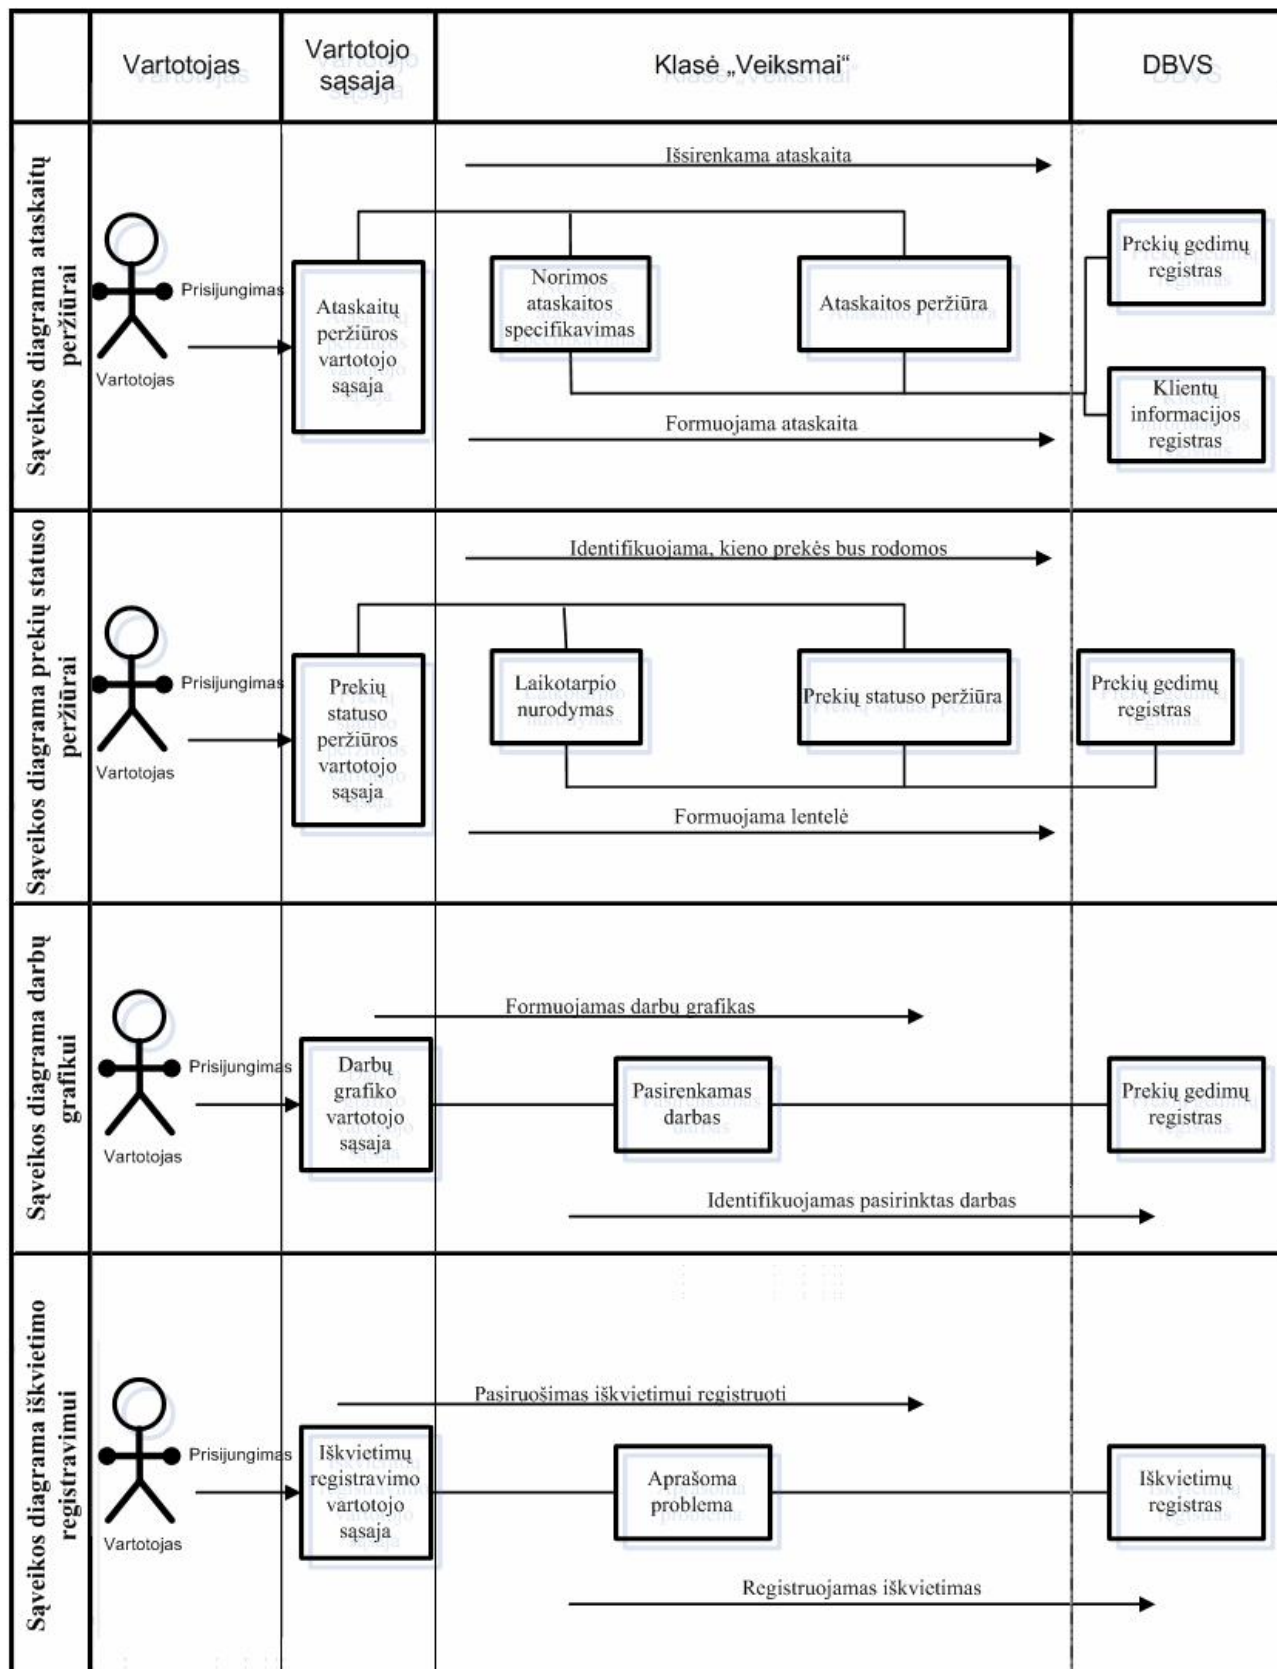 Vartotojas
Vartotojo
sąsaja
Klasė „Veiksmai“
DBVS
Sąveikos diagrama ataskaitų
peržiūrai
Išsirenkama ataskaita
Prisijungimas
Vartotojas
Ataskaitų
peržiūros
vartotojo
sąsaja
Norimos
ataskaitos
specifikavimas
Ataskaitos peržiūra
Prekių gedimų
registras
Klientų
informacijos
registras
Formuojama ataskaita
Sąveikos diagrama prekių statuso
peržiūrai
Identifikuojama, kieno prekės bus rodomos
Prisijungimas
Vartotojas
Prekių
statuso
peržiūros
vartotojo
sąsaja
Laikotarpio
nurodymas
Prekių statuso peržiūra
Prekių gedimų
registras
Formuojama lentelė
Sąveikos diagrama darbų
grafikui
Formuojamas darbų grafikas
Prisijungimas
Vartotojas
Darbų
grafiko
vartotojo
sąsaja
Pasirenkamas
darbas
Prekių gedimų
registras
Identifikuojamas pasirinktas darbas
Sąveikos diagrama iškvietimo
registravimui
Pasiruošimas iškvietimui registruoti
Prisijungimas
Vartotojas
Iškvietimų
registravimo
vartotojo
sąsaja
Aprašoma
problema
Iškvietimų
registras
Registruojamas iškvietimas